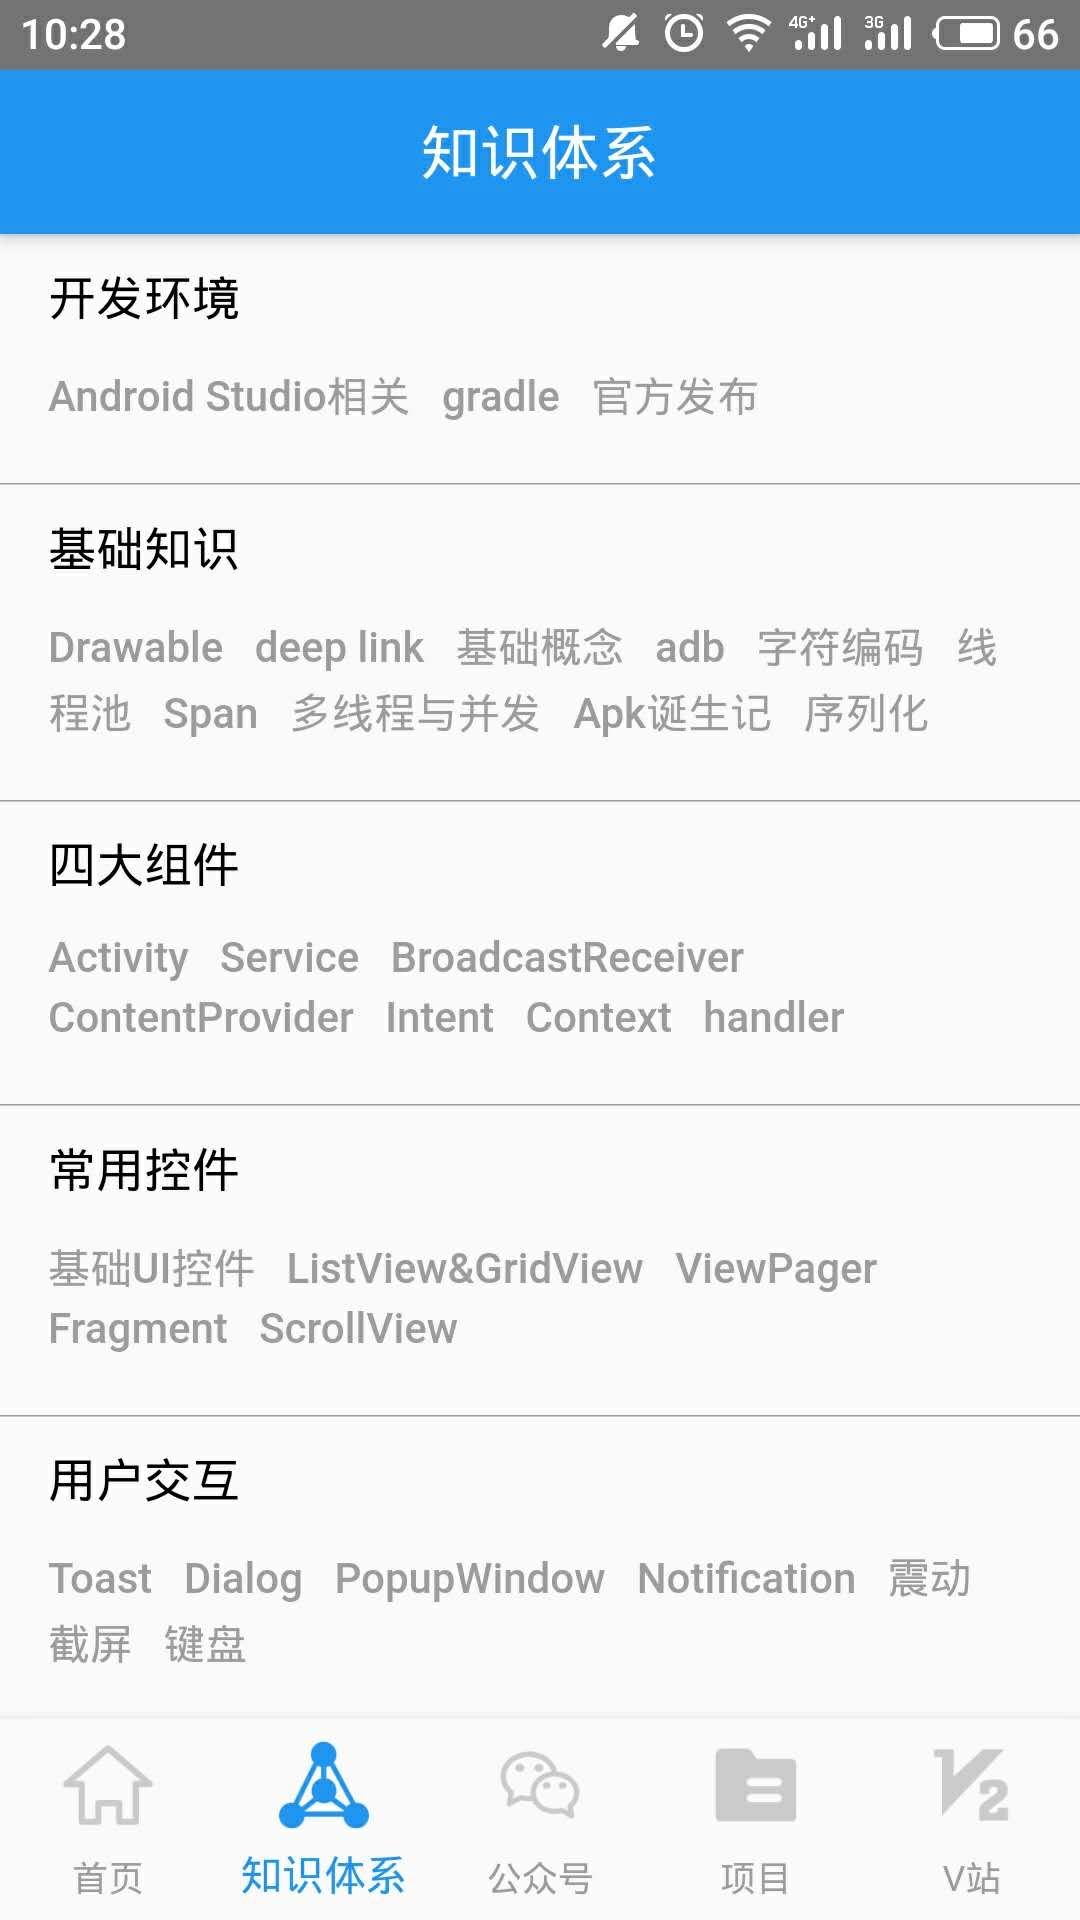 10:28 4G+ 3G 66
知识体系
开发环境
Android Studio相关 gradle 官方发布
基础知识
Drawable deep link 基础概念 adb 字符编码 线
程池 Span 多线程与并发 Apk诞生记 序列化
四大组件
Activity Service BroadcastReceiver
ContentProvider Intent Context handler
常用控件
基础UI控件 ListView&GridView ViewPager
Fragment ScrollView
用户交互
Toast Dialog PopupWindow Notification 震动
截屏 键盘
V2
首页 知识体系 公众号 项目 V站